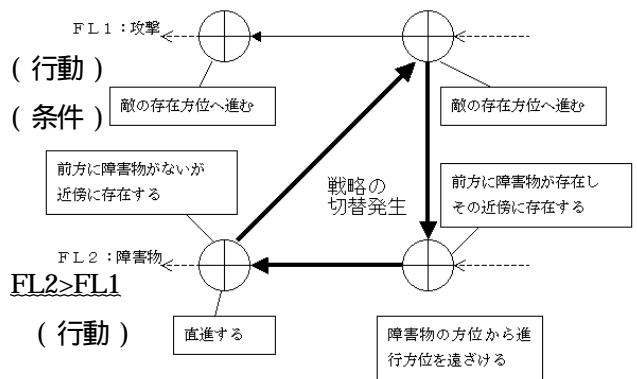 ＦＬ１：攻撃
（行動）
（条件）
敵の存在方位へ進む
敵の存在方位へ進む
前方に障害物がないが
近傍に存在する
戦略の
切替発生
前方に障害物が存在し
その近傍に存在する
ＦＬ２：障害物
FL2>FL1
（行動）
直進する
障害物の方位から進
行方位を遠ざける